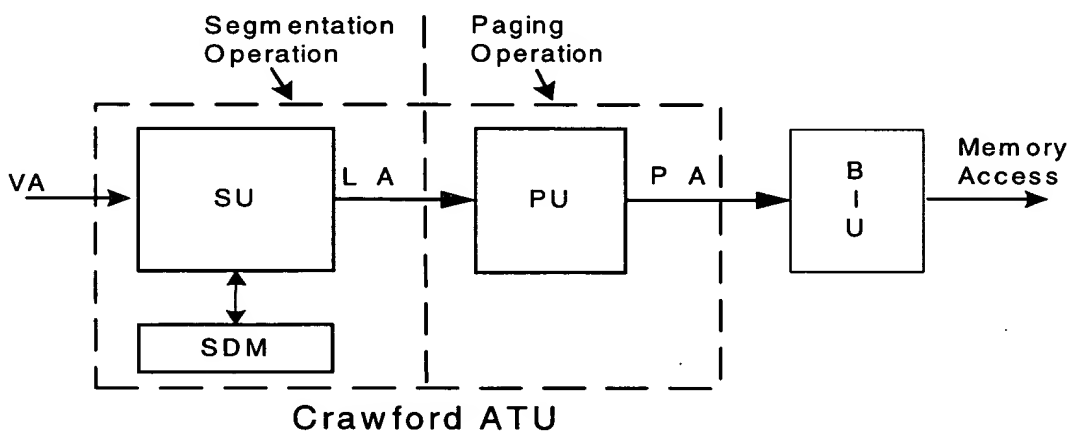 Segmentation
Operation
Paging
Operation
VA
SU
L A
PU
P A
B
I
U
Memory
Access
SDM
Crawford ATU